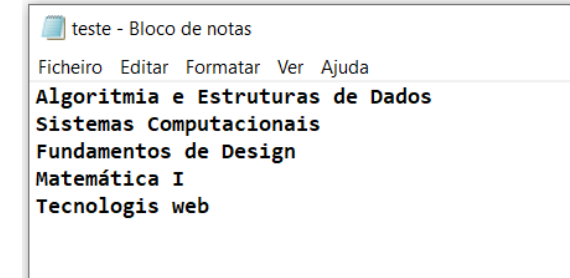 teste - Bloco de notas
Ficheiro Editar Formatar Ver Ajuda
Algoritmia e Estruturas de Dados
Sistemas Computacionais
Fundamentos de Design
Matemática I
Tecnologis web